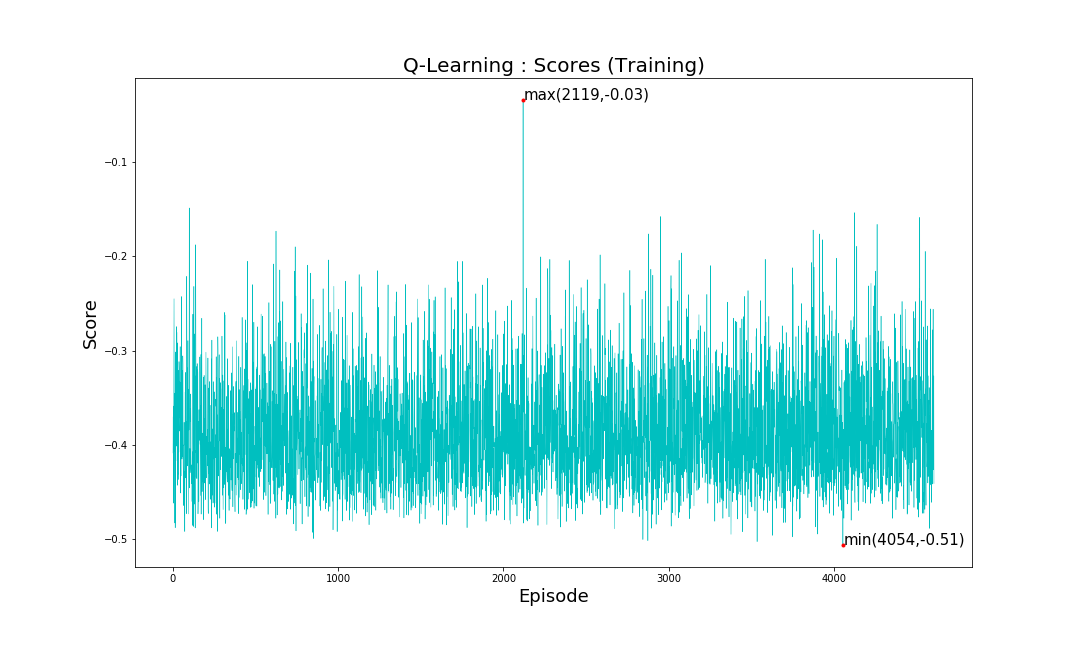 Q-Learning : Scores (Training)
max(2119,-0.03)
−0.1
−0.2
−0.3
−0.4
−0.5
Score
min(4054,-0.51)
0
1000
2000
3000
4000
Episode